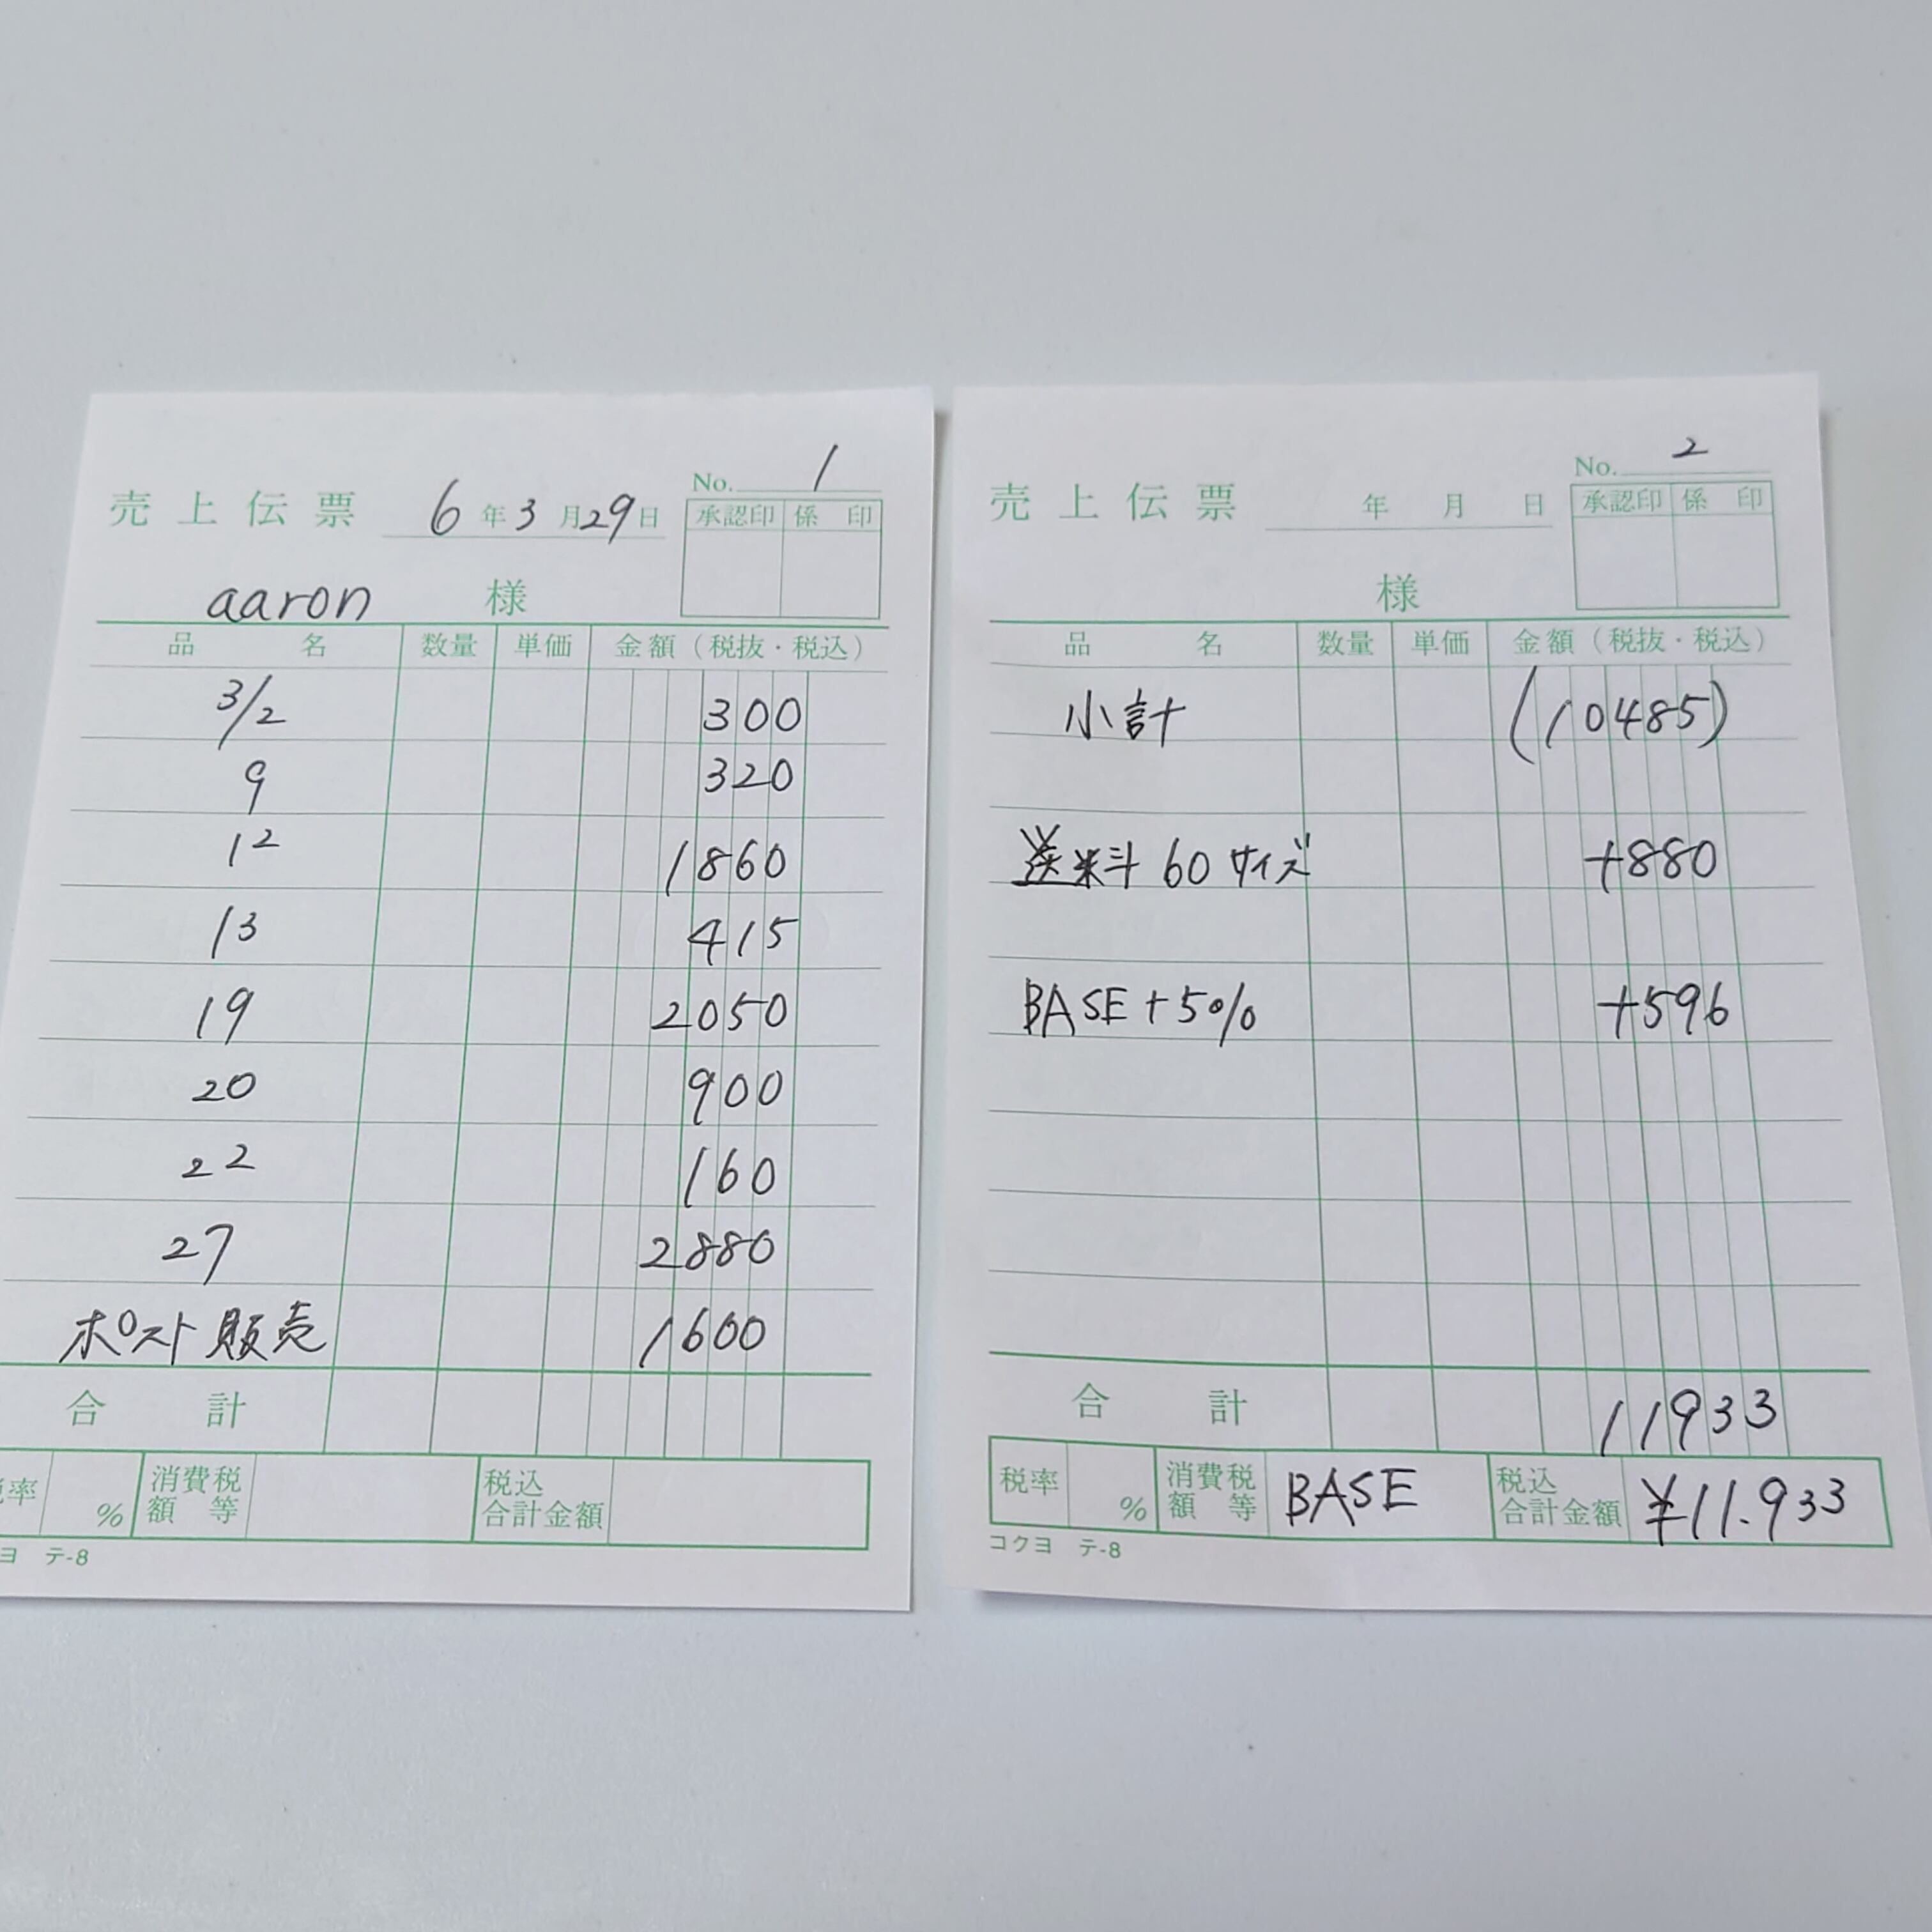 No. 1
売上伝票 6年3月29日
承認印 係印
aaron 様
品名 数量 単価 金額（税抜・税込）
3/2 300
9 320
12 1860
13 415
19 2050
20 900
22 160
27 2880
ポスト販売 1600
合計
税率 % 消費税額等 税込合計金額
ヨ テ-8
No. 2
売上伝票 年 月 日
承認印 係印
様
品名 数量 単価 金額（税抜・税込）
小計 (10485)
送料 60サイズ +880
BASE+5% +596
合計 11933
税率 % 消費税額等 BASE 税込合計金額 ¥11.933
コクヨ テ-8